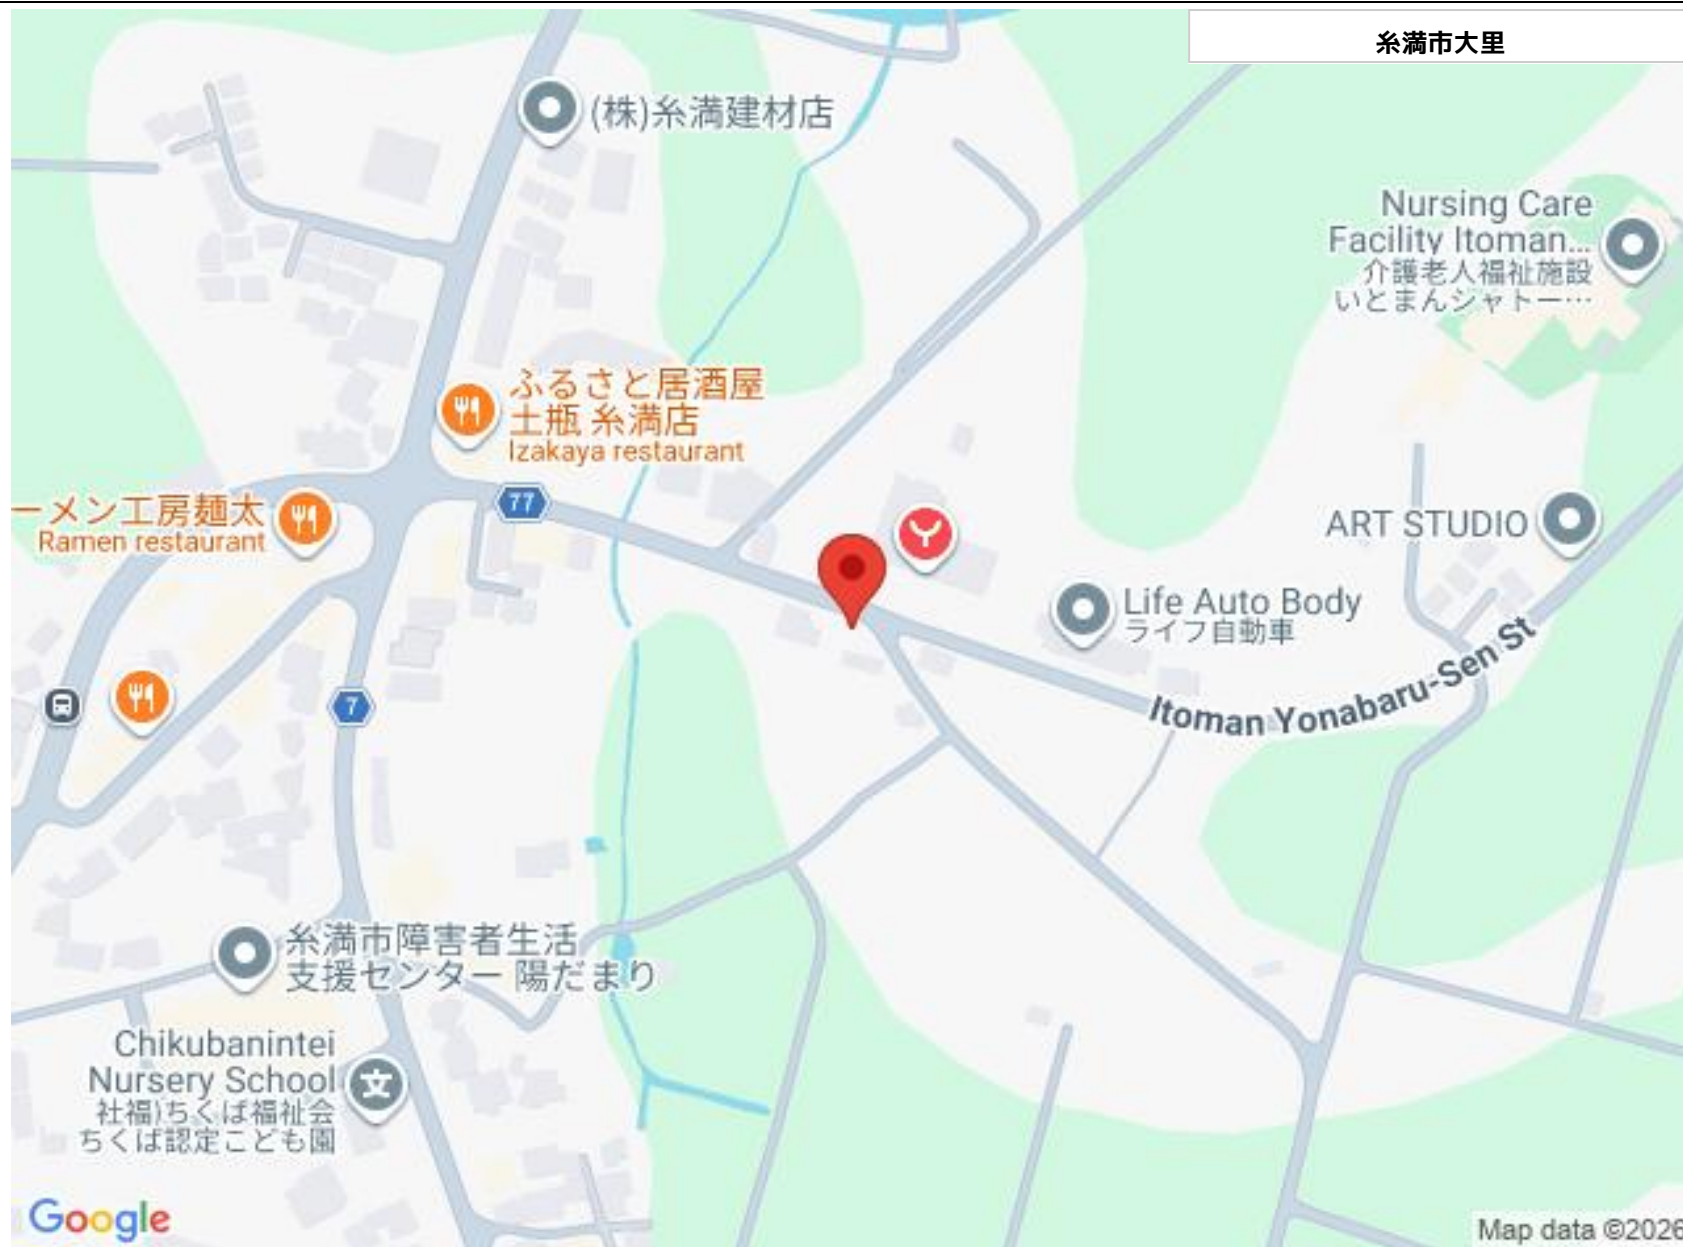 糸満市大里
(株)糸満建材店
Nursing Care
Facility Itoman...
介護老人福祉施設
いとまんシャトー…
ふるさと居酒屋
土瓶 糸満店
Izakaya restaurant
77
ーメン工房麺太
Ramen restaurant
ART STUDIO
Life Auto Body
ライフ自動車
Itoman Yonabaru-Sen St
7
糸満市障害者生活
支援センター 陽だまり
Chikubanintei
Nursery School
文
社福)ちくば福祉会
ちくば認定こども園
Google
Map data ©2026